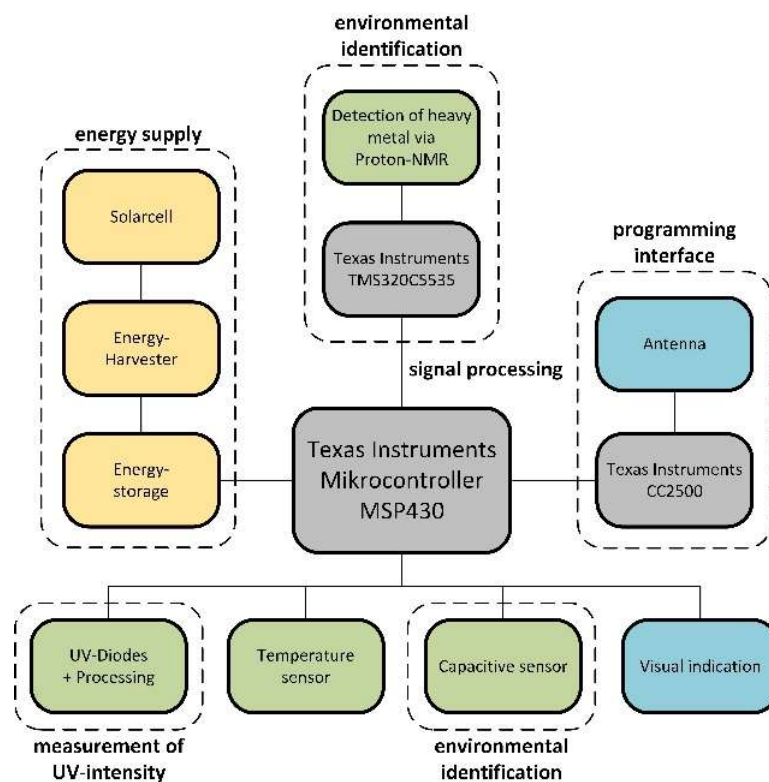 environmental
identification
Detection of heavy
metal via
Proton-NMR
Texas Instruments
TMS320C5535
energy supply
Solarcell
Energy-
Harvester
Energy-
storage
programming
interface
Antenna
Texas Instruments
CC2500
signal processing
Texas Instruments
Mikrocontroller
MSP430
UV-Diodes
+ Processing
measurement of
UV-intensity
Temperature
sensor
Capacitive sensor
environmental
identification
Visual indication